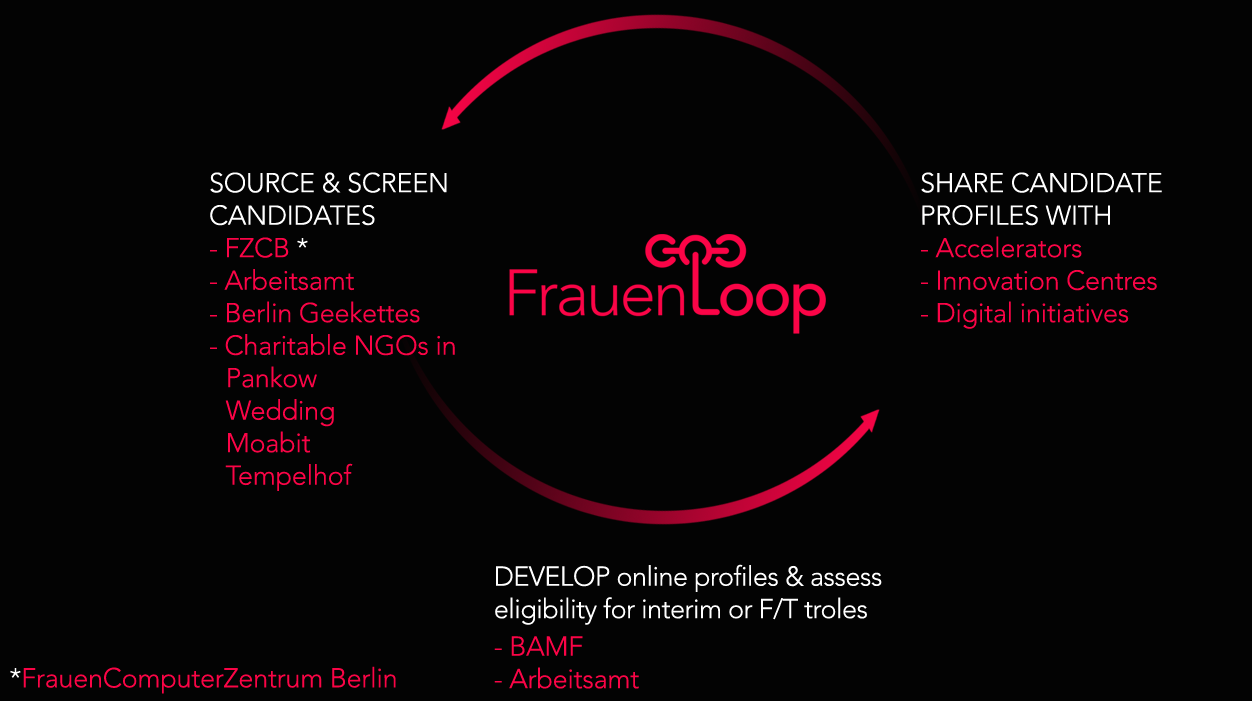 SOURCE & SCREEN
CANDIDATES
- FZCB *
- Arbeitsamt
- Berlin Geekettes
- Charitable NGOs in
Pankow
Wedding
Moabit
Tempelhof
FrauenLoop
SHARE CANDIDATE
PROFILES WITH
- Accelerators
- Innovation Centres
- Digital initiatives
DEVELOP online profiles & assess
eligibility for interim or F/T troles
- BAMF
- Arbeitsamt
*FrauenComputerZentrum Berlin